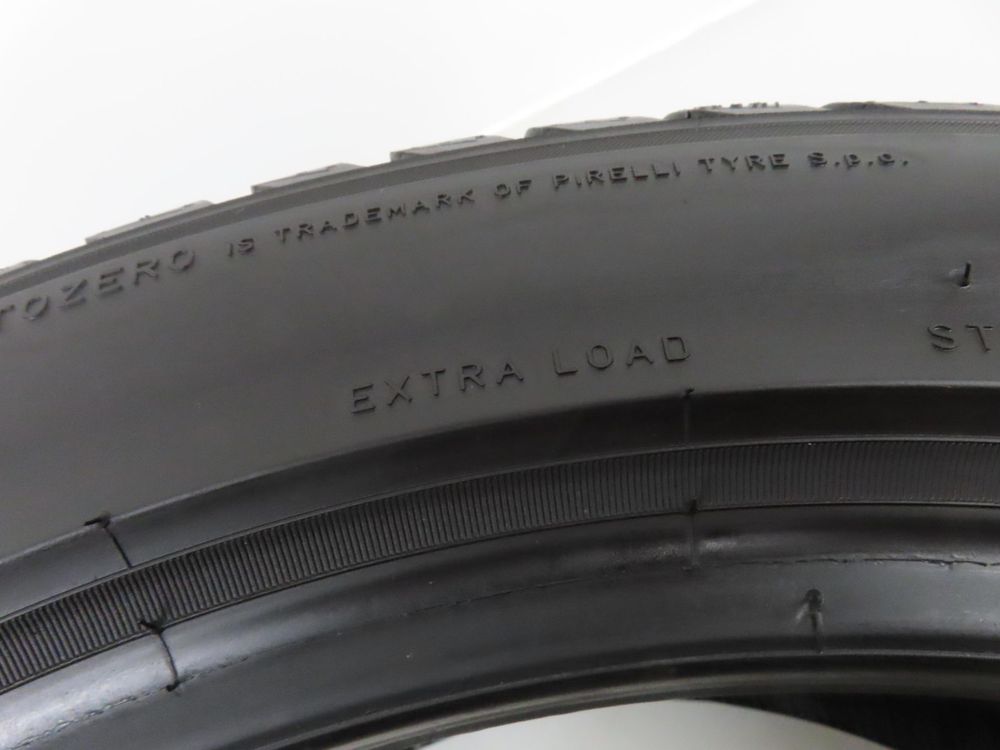 TOZERO IS TRADEMARK OF PIRELLI TYRE S.p.o.
EXTRA LOAD
ST